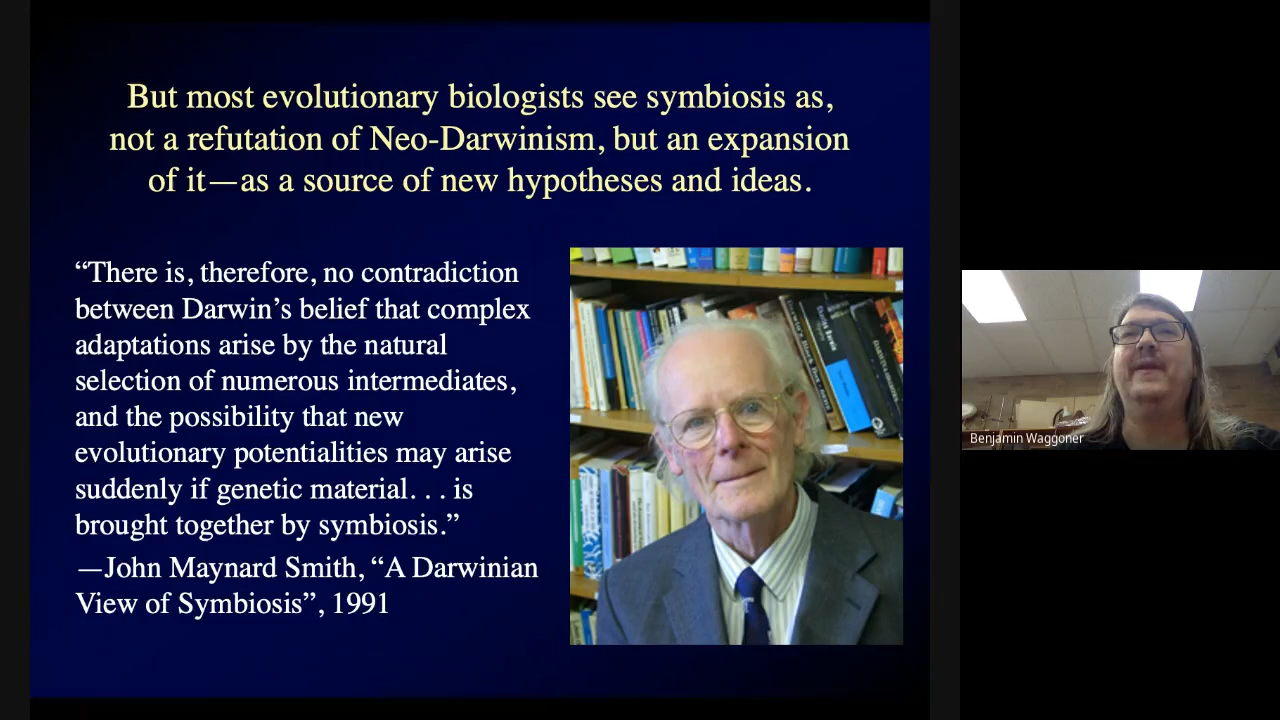 But most evolutionary biologists see symbiosis as,
not a refutation of Neo-Darwinism, but an expansion
of it—as a source of new hypotheses and ideas.
“There is, therefore, no contradiction
between Darwin’s belief that complex
adaptations arise by the natural
selection of numerous intermediates,
and the possibility that new
evolutionary potentialities may arise
suddenly if genetic material. . . is
brought together by symbiosis.”
—John Maynard Smith, “A Darwinian
View of Symbiosis”, 1991
Benjamin Waggoner